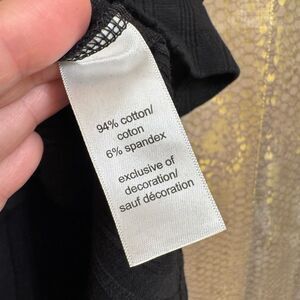 94% cotton/
coton
6% spandex
exclusive of
decoration/
sauf décoration